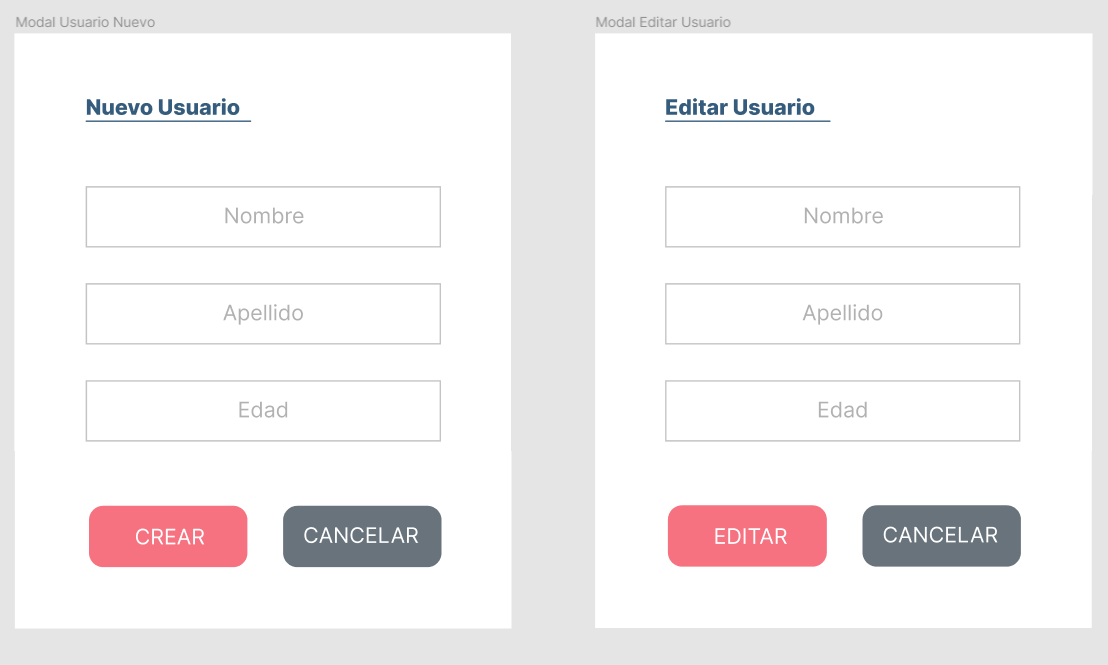 Modal Usuario Nuevo
Nuevo Usuario
Nombre
Apellido
Edad
CREAR
CANCELAR
Modal Editar Usuario
Editar Usuario
Nombre
Apellido
Edad
EDITAR
CANCELAR